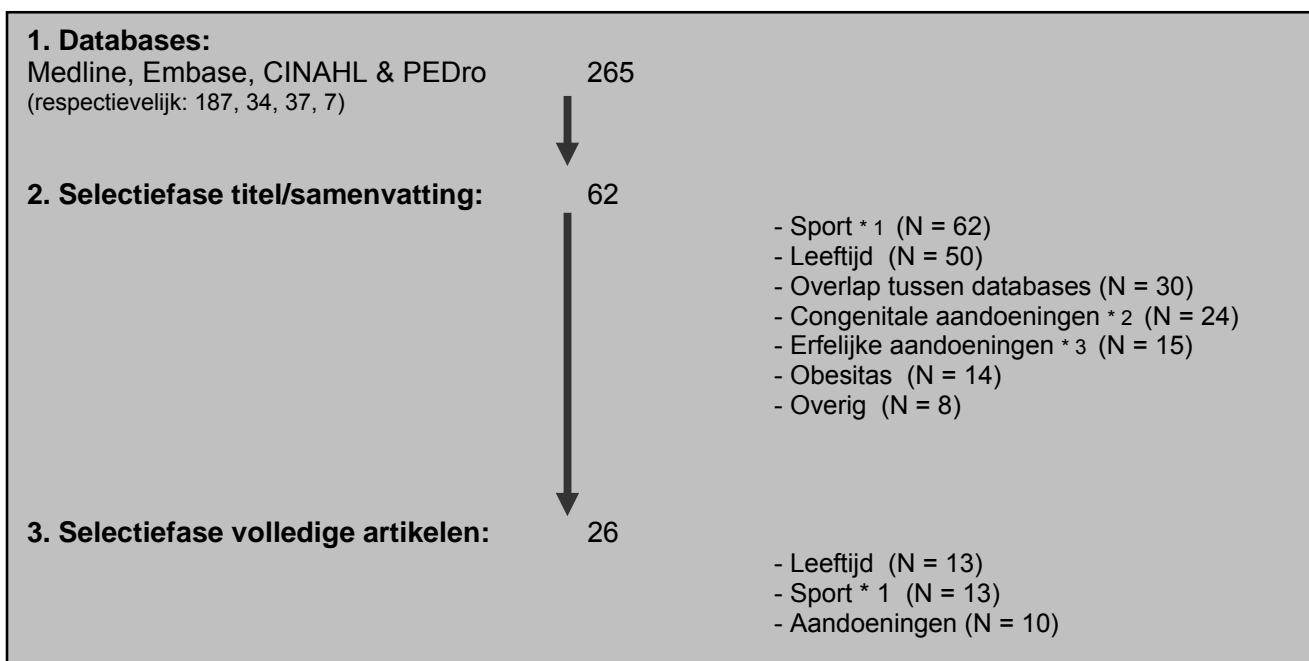 1. Databases:
Medline, Embase, CINAHL & PEDro 265
(respectievelijk: 187, 34, 37, 7)
2. Selectiefase titel/samenvatting: 62
- Sport * 1 (N = 62)
- Leeftijd (N = 50)
- Overlap tussen databases (N = 30)
- Congenitale aandoeningen * 2 (N = 24)
- Erfelijke aandoeningen * 3 (N = 15)
- Obesitas (N = 14)
- Overig (N = 8)
3. Selectiefase volledige artikelen: 26
- Leeftijd (N = 13)
- Sport * 1 (N = 13)
- Aandoeningen (N = 10)